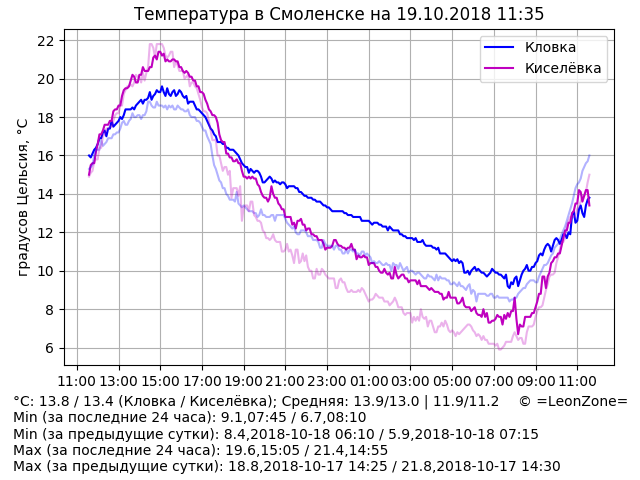 Температура в Смоленске на 19.10.2018 11:35
Кловка
Киселёвка
градусов Цельсия, °C
22
20
18
16
14
12
10
8
6
11:00 13:00 15:00 17:00 19:00 21:00 23:00 01:00 03:00 05:00 07:00 09:00 11:00
°C: 13.8 / 13.4 (Кловка / Киселёвка); Средняя: 13.9/13.0 | 11.9/11.2 © =LeonZone=
Min (за последние 24 часа): 9.1,07:45 / 6.7,08:10
Min (за предыдущие сутки): 8.4,2018-10-18 06:10 / 5.9,2018-10-18 07:15
Max (за последние 24 часа): 19.6,15:05 / 21.4,14:55
Max (за предыдущие сутки): 18.8,2018-10-17 14:25 / 21.8,2018-10-17 14:30